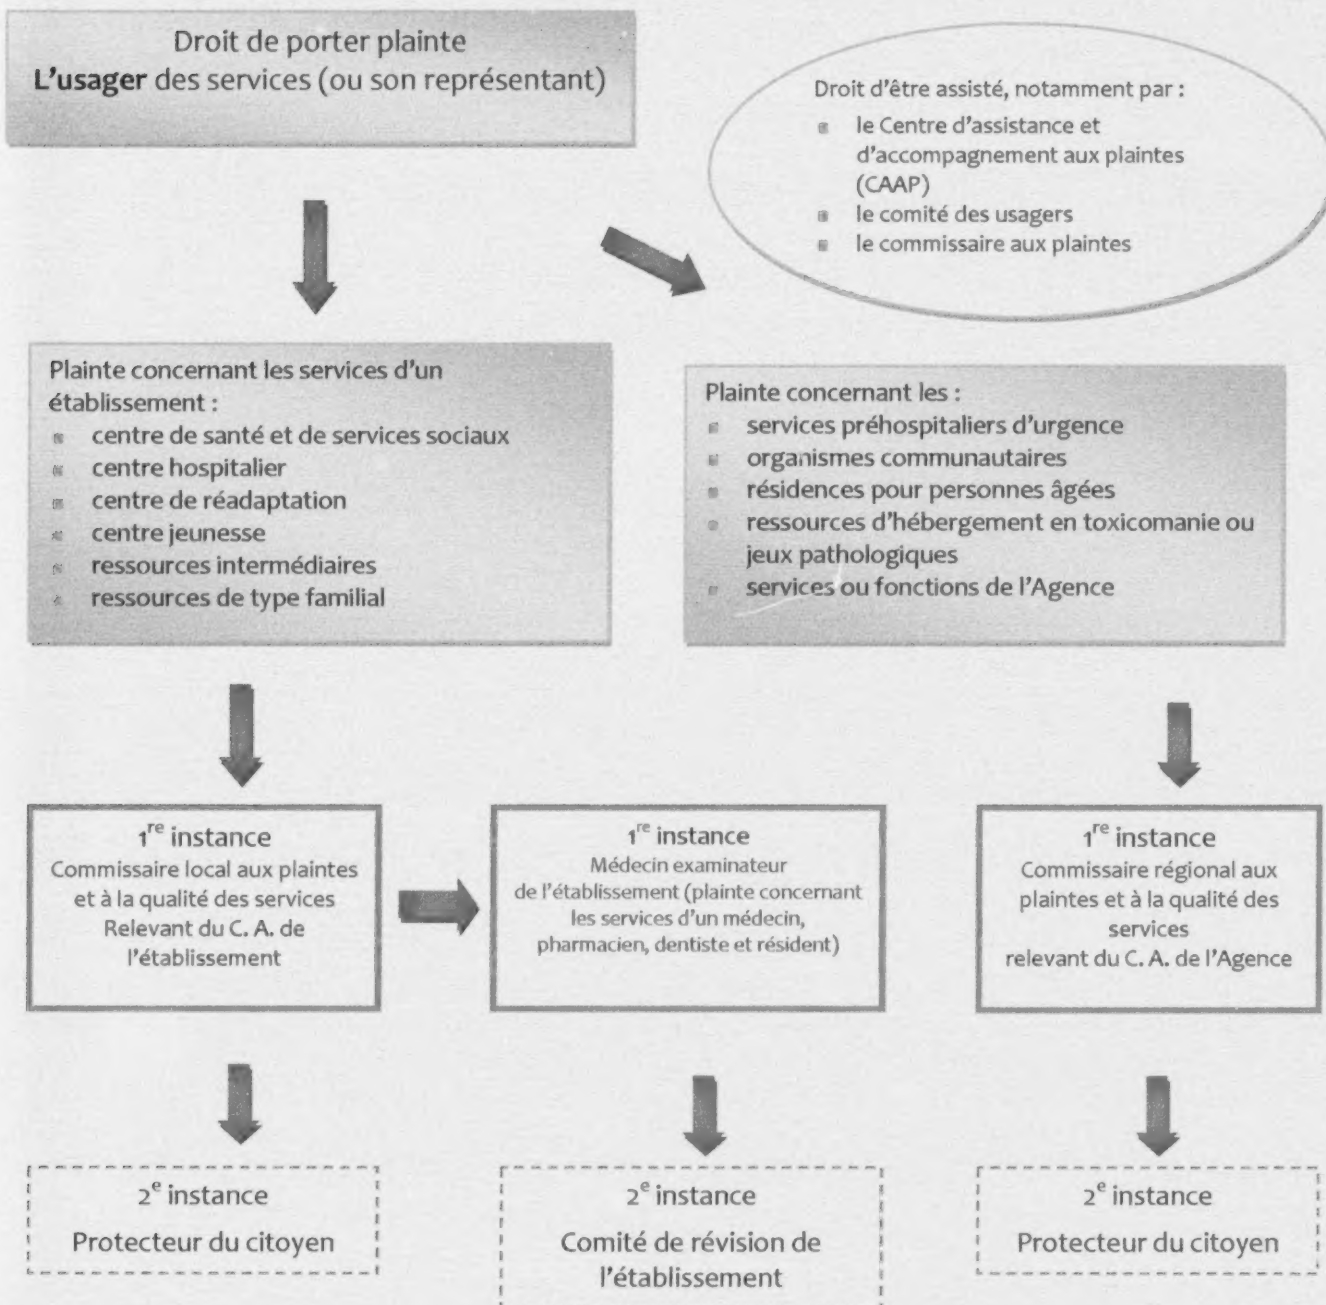 Droit de porter plainte
L'usager des services (ou son représentant)
Droit d'être assisté, notamment par :
le Centre d'assistance et
d'accompagnement aux plaintes
(CAAP)
le comité des usagers
le commissaire aux plaintes
Plainte concernant les services d'un
établissement :
centre de santé et de services sociaux
centre hospitalier
centre de réadaptation
centre jeunesse
ressources intermédiaires
ressources de type familial
Plainte concernant les :
services préhospitaliers d'urgence
organismes communautaires
résidences pour personnes âgées
ressources d'hébergement en toxicomanie ou
jeux pathologiques
services ou fonctions de l'Agence
1re instance
Commissaire local aux plaintes
et à la qualité des services
Relevant du C. A. de
l'établissement
1re instance
Médecin examinateur
de l'établissement (plainte concernant
les services d'un médecin,
pharmacien, dentiste et résident)
1re instance
Commissaire régional aux
plaintes et à la qualité des
services
relevant du C. A. de l'Agence
2e instance
Protecteur du citoyen
2e instance
Comité de révision de
l'établissement
2e instance
Protecteur du citoyen